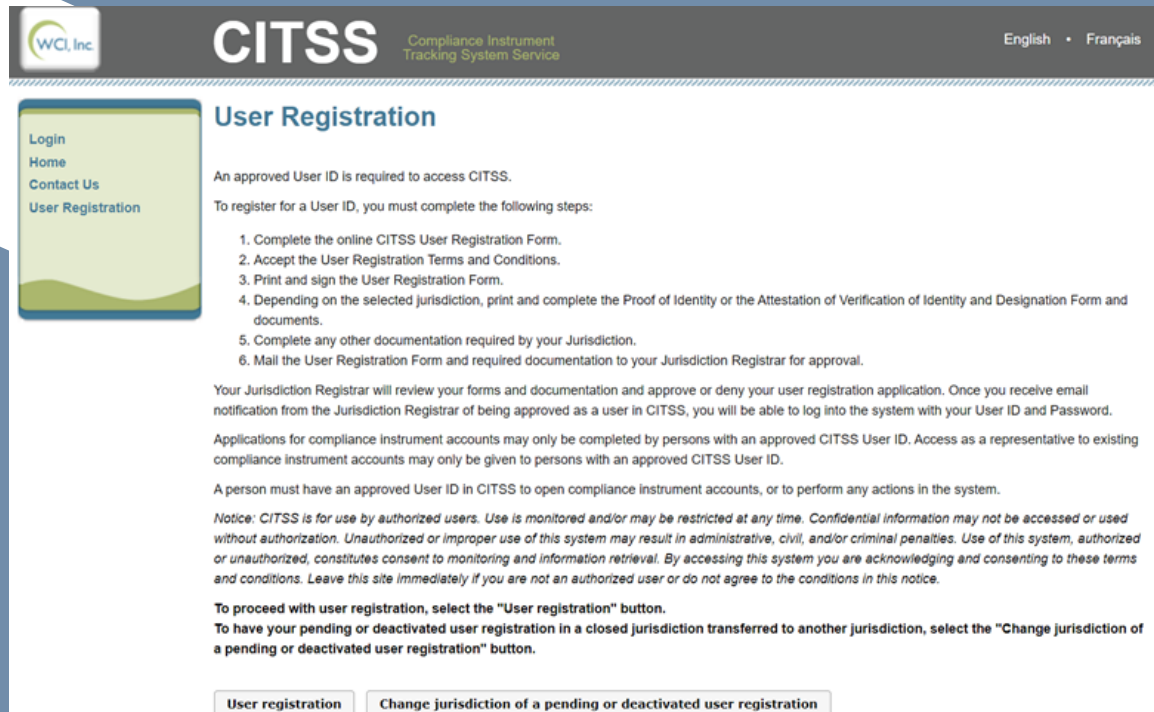 WCI, Inc.
CITSS
Compliance Instrument
Tracking System Service
English • Français
Login
Home
Contact Us
User Registration
User Registration
An approved User ID is required to access CITSS.
To register for a User ID, you must complete the following steps:
1. Complete the online CITSS User Registration Form.
2. Accept the User Registration Terms and Conditions.
3. Print and sign the User Registration Form.
4. Depending on the selected jurisdiction, print and complete the Proof of Identity or the Attestation of Verification of Identity and Designation Form and
documents.
5. Complete any other documentation required by your Jurisdiction.
6. Mail the User Registration Form and required documentation to your Jurisdiction Registrar for approval.
Your Jurisdiction Registrar will review your forms and documentation and approve or deny your user registration application. Once you receive email
notification from the Jurisdiction Registrar of being approved as a user in CITSS, you will be able to log into the system with your User ID and Password.
Applications for compliance instrument accounts may only be completed by persons with an approved CITSS User ID. Access as a representative to existing
compliance instrument accounts may only be given to persons with an approved CITSS User ID.
A person must have an approved User ID in CITSS to open compliance instrument accounts, or to perform any actions in the system.
Notice: CITSS is for use by authorized users. Use is monitored and/or may be restricted at any time. Confidential information may not be accessed or used
without authorization. Unauthorized or improper use of this system may result in administrative, civil, and/or criminal penalties. Use of this system, authorized
or unauthorized, constitutes consent to monitoring and information retrieval. By accessing this system you are acknowledging and consenting to these terms
and conditions. Leave this site immediately if you are not an authorized user or do not agree to the conditions in this notice.
To proceed with user registration, select the "User registration" button.
To have your pending or deactivated user registration in a closed jurisdiction transferred to another jurisdiction, select the "Change jurisdiction of
a pending or deactivated user registration" button.
User registration
Change jurisdiction of a pending or deactivated user registration